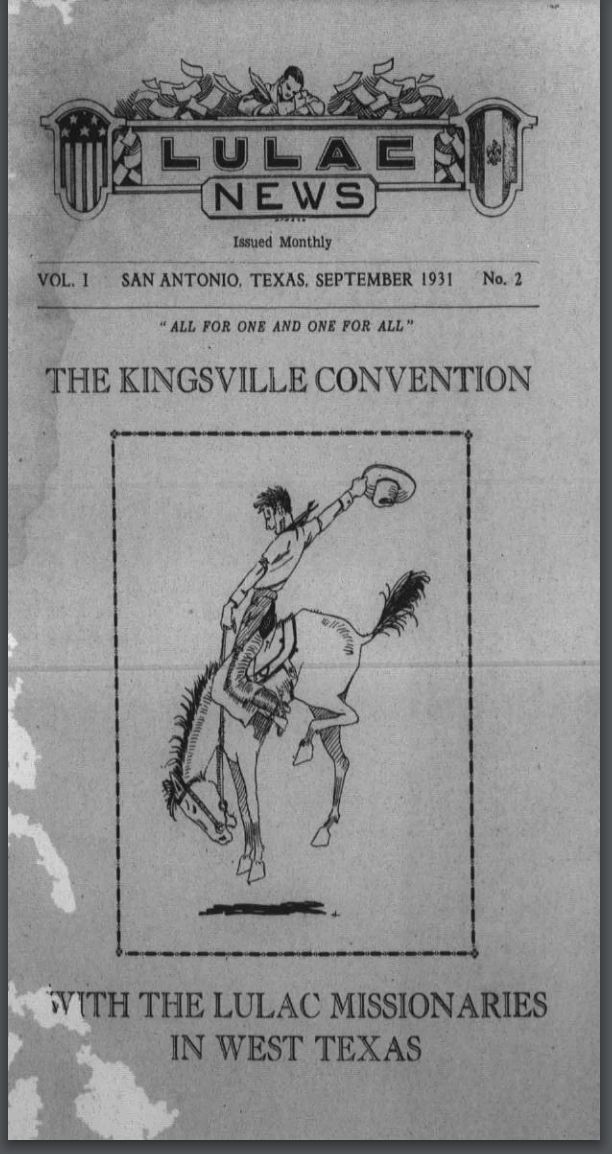 LULAC
NEWS
Issued Monthly
VOL. I SAN ANTONIO, TEXAS, SEPTEMBER 1931 No. 2
"ALL FOR ONE AND ONE FOR ALL"
THE KINGSVILLE CONVENTION
WITH THE LULAC MISSIONARIES
IN WEST TEXAS